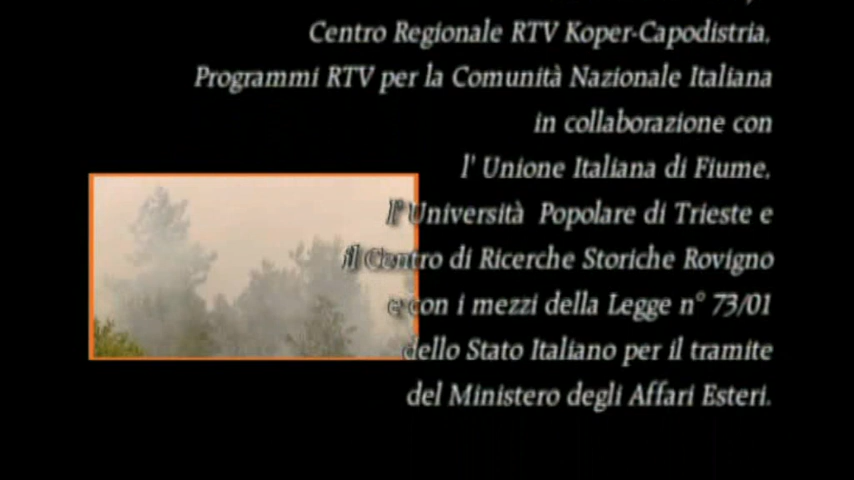 Centro Regionale RTV Koper-Capodistria,
Programmi RTV per la Comunità Nazionale Italiana
in collaborazione con
l' Unione Italiana di Fiume,
l' Università Popolare di Trieste e
il Centro di Ricerche Storiche Rovigno
e con i mezzi della Legge n° 73/01
dello Stato Italiano per il tramite
del Ministero degli Affari Esteri.